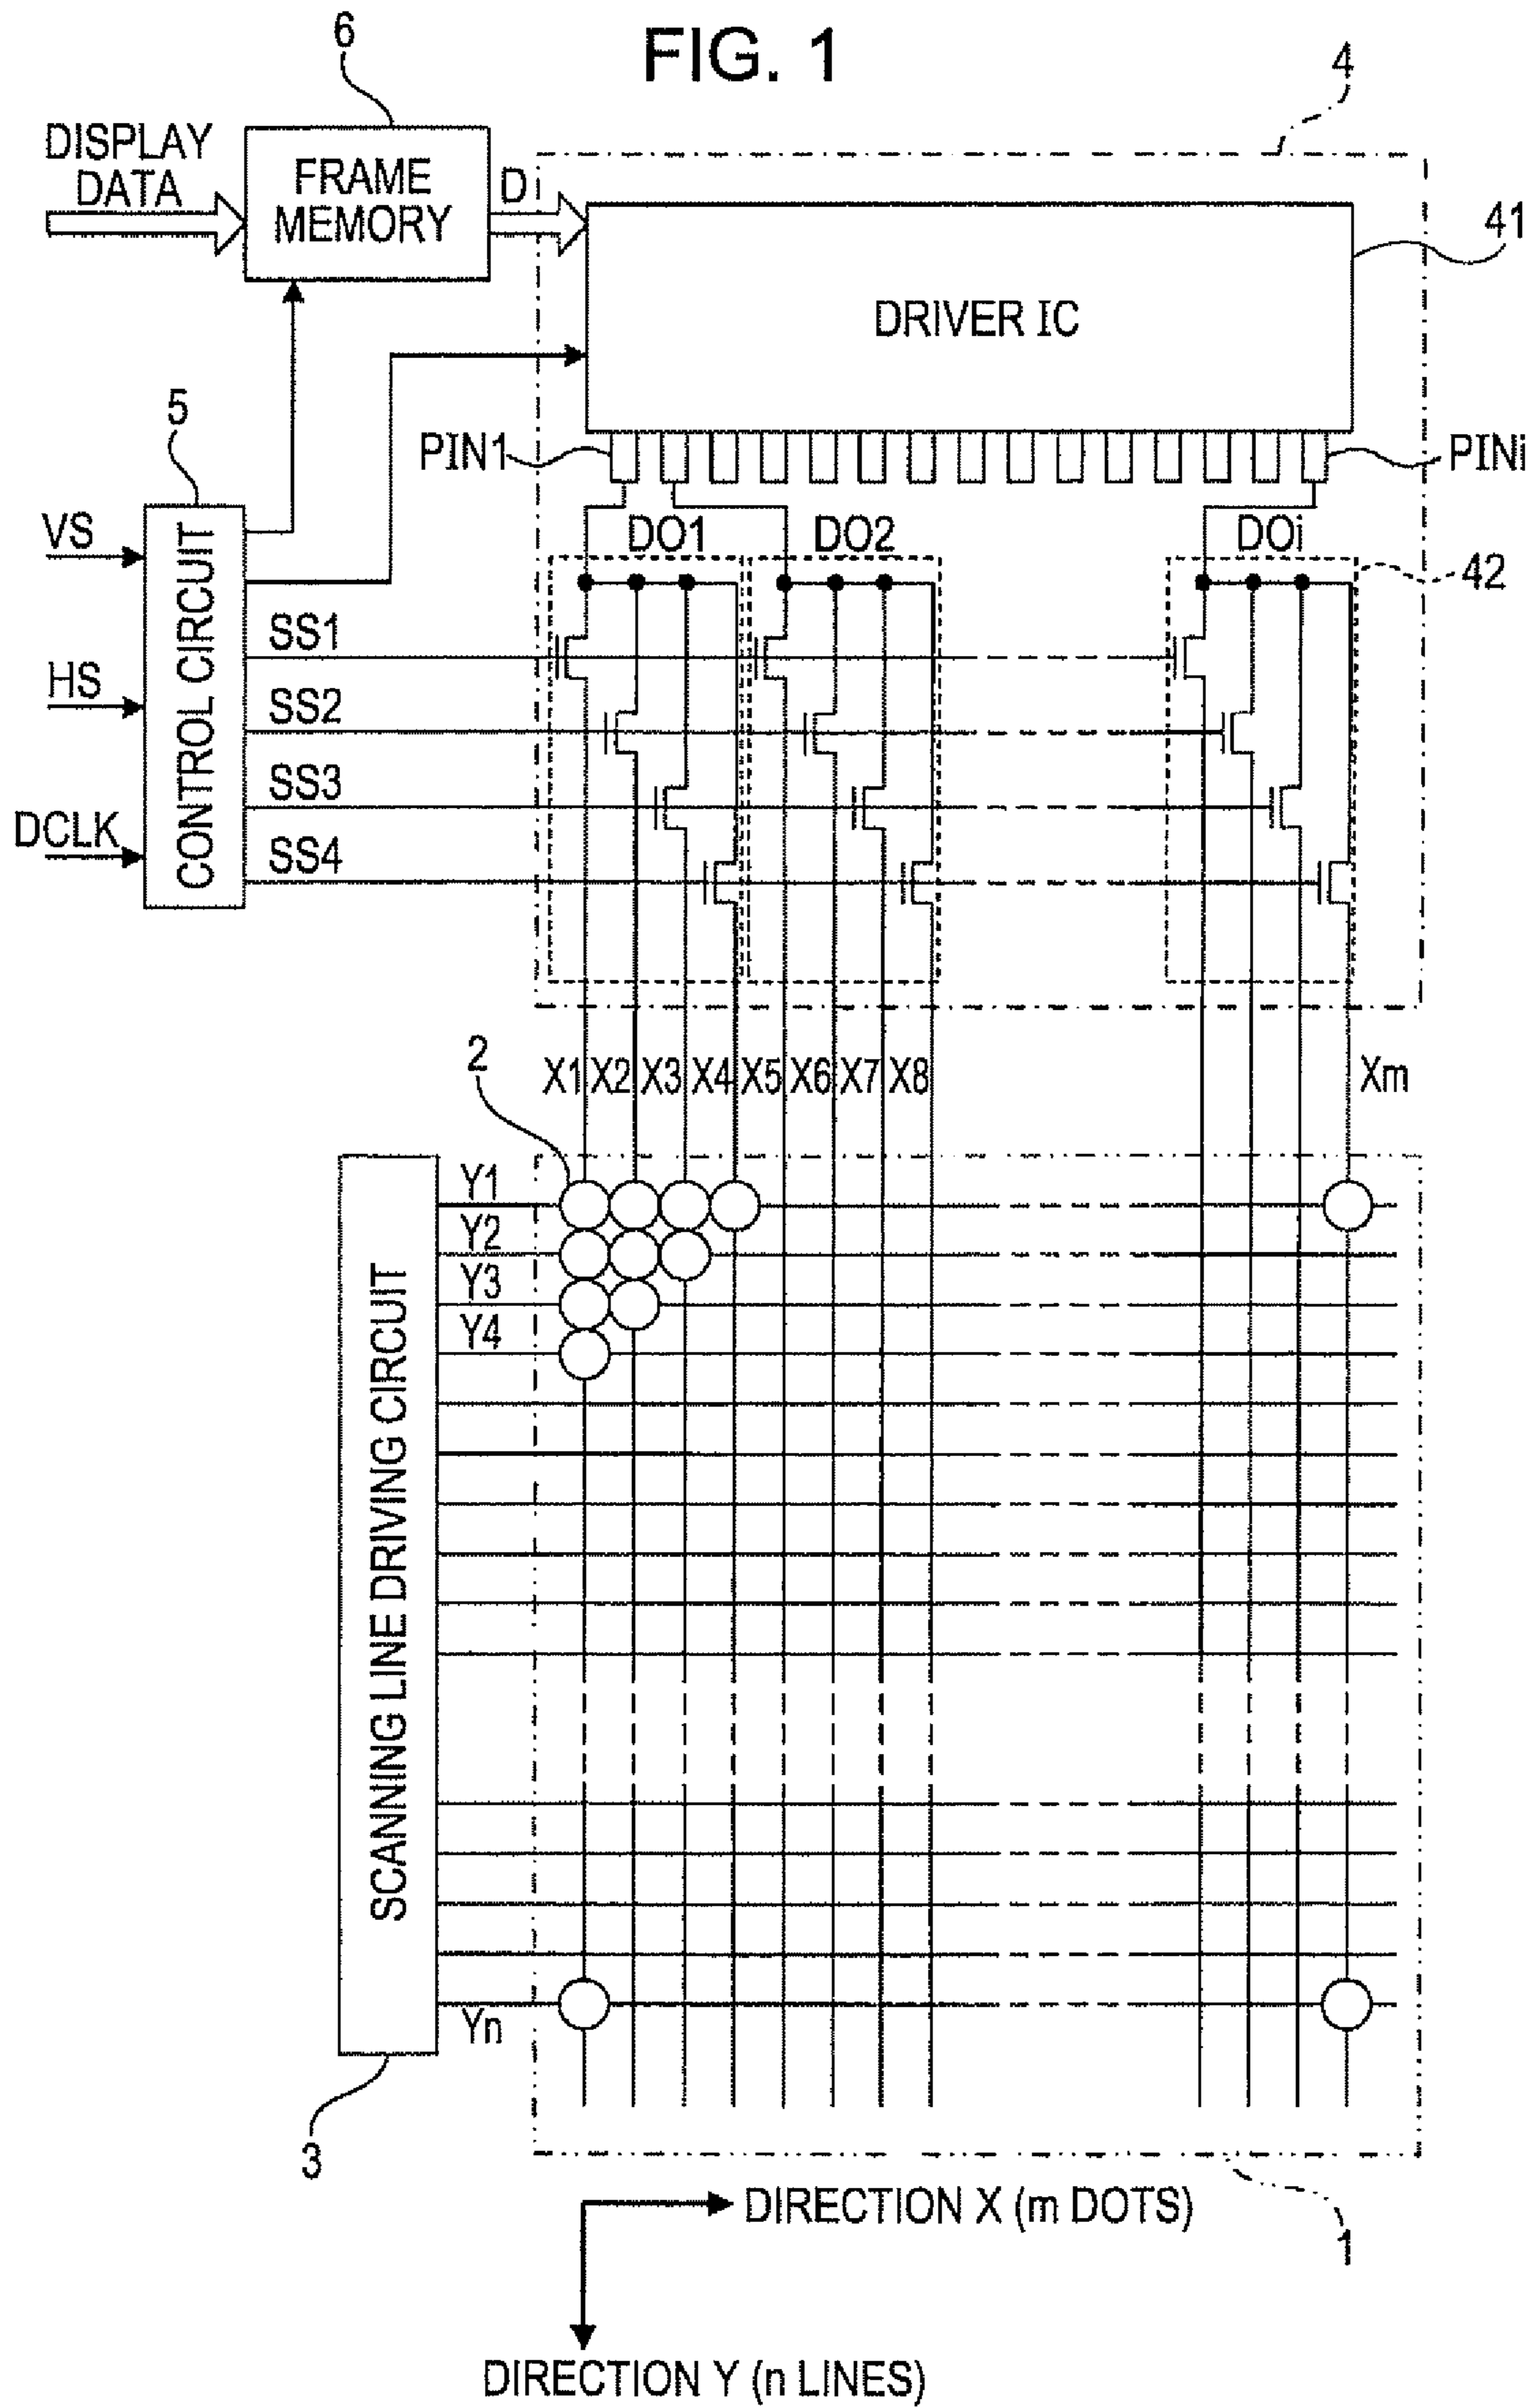 FIG. 1
6
4
DISPLAY
DATA
FRAME
MEMORY
D
41
DRIVER IC
5
PIN1
PINi
VS
DO1
DO2
DOi
42
CONTROL CIRCUIT
SS1
HS
SS2
SS3
DCLK
SS4
2
X1
X2
X3
X4
X5
X6
X7
X8
Xm
Y1
Y2
Y3
Y4
SCANNING LINE DRIVING CIRCUIT
Yn
3
DIRECTION X (m DOTS)
1
DIRECTION Y (n LINES)